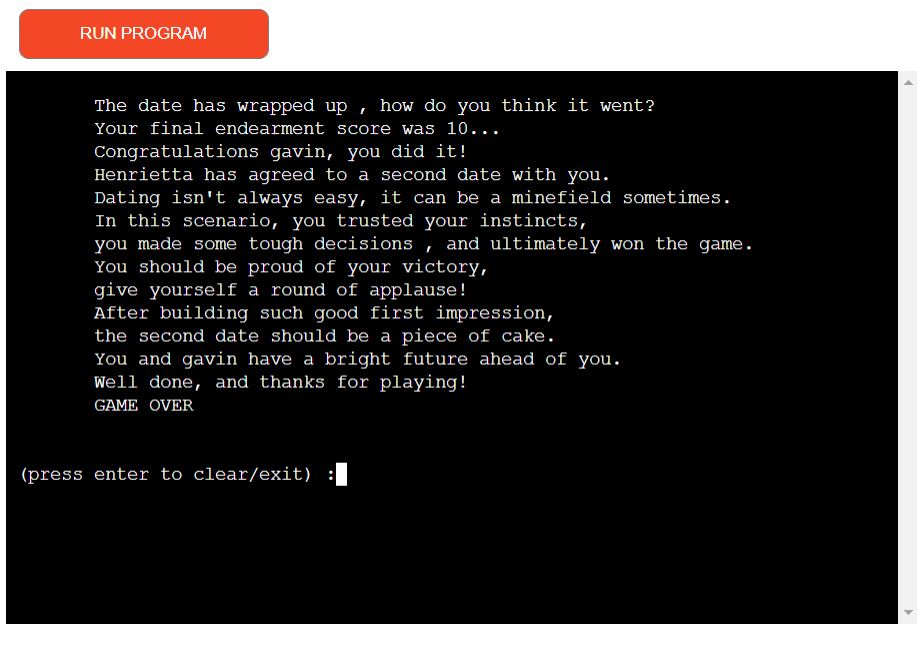 RUN PROGRAM
The date has wrapped up , how do you think it went?
Your final endearment score was 10...
Congratulations gavin, you did it!
Henrietta has agreed to a second date with you.
Dating isn't always easy, it can be a minefield sometimes.
In this scenario, you trusted your instincts,
you made some tough decisions , and ultimately won the game.
You should be proud of your victory,
give yourself a round of applause!
After building such good first impression,
the second date should be a piece of cake.
You and gavin have a bright future ahead of you.
Well done, and thanks for playing!
GAME OVER
(press enter to clear/exit) :